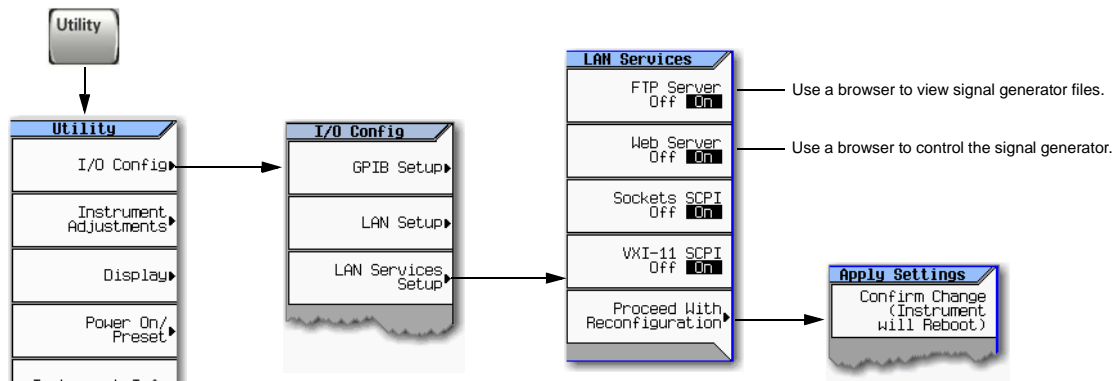 Utility
Utility
I/O Config
Instrument
Adjustments
Display
Power On/
Preset
I/O Config
GPIB Setup
LAN Setup
LAN Services
Setup
LAN Services
FTP Server
Off On
Web Server
Off On
Sockets SCPI
Off On
VXI-11 SCPI
Off On
Proceed With
Reconfiguration
Use a browser to view signal generator files.
Use a browser to control the signal generator.
Apply Settings
Confirm Change
(Instrument
will Reboot)